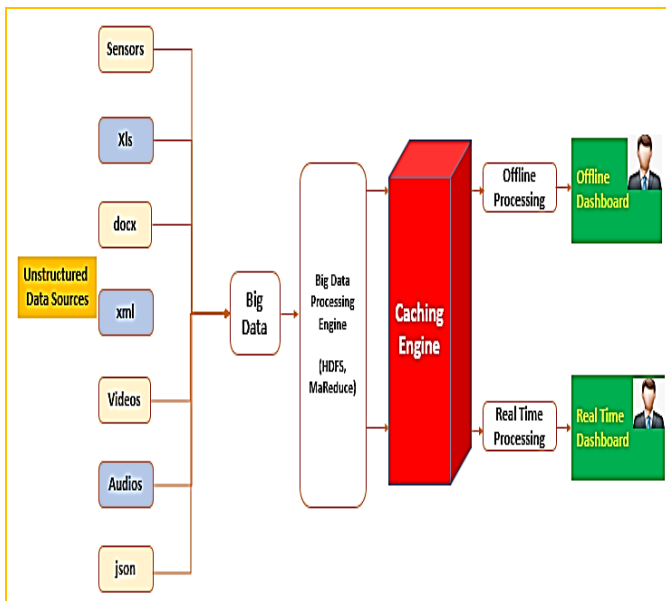 Sensors
Xls
docx
Unstructured
Data Sources
xml
Videos
Audios
json
Big
Data
Big Data
Processing
Engine
(HDFS,
MaReduce)
Caching
Engine
Offline
Processing
Offline
Dashboard
Real Time
Processing
Real Time
Dashboard